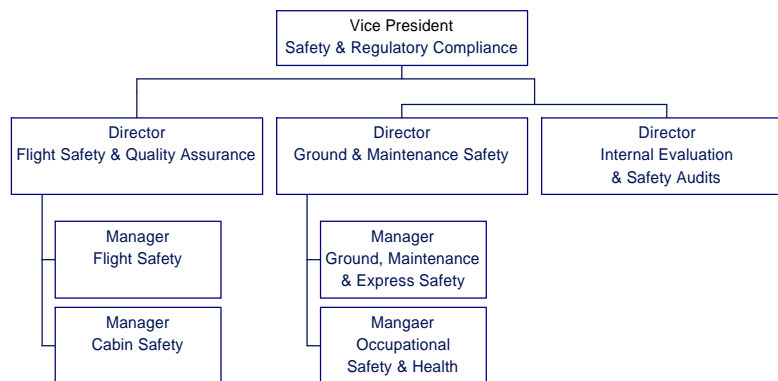 Vice President
Safety & Regulatory Compliance
Director
Flight Safety & Quality Assurance
Director
Ground & Maintenance Safety
Director
Internal Evaluation
& Safety Audits
Manager
Flight Safety
Manager
Ground, Maintenance
& Express Safety
Manager
Cabin Safety
Mangaer
Occupational
Safety & Health